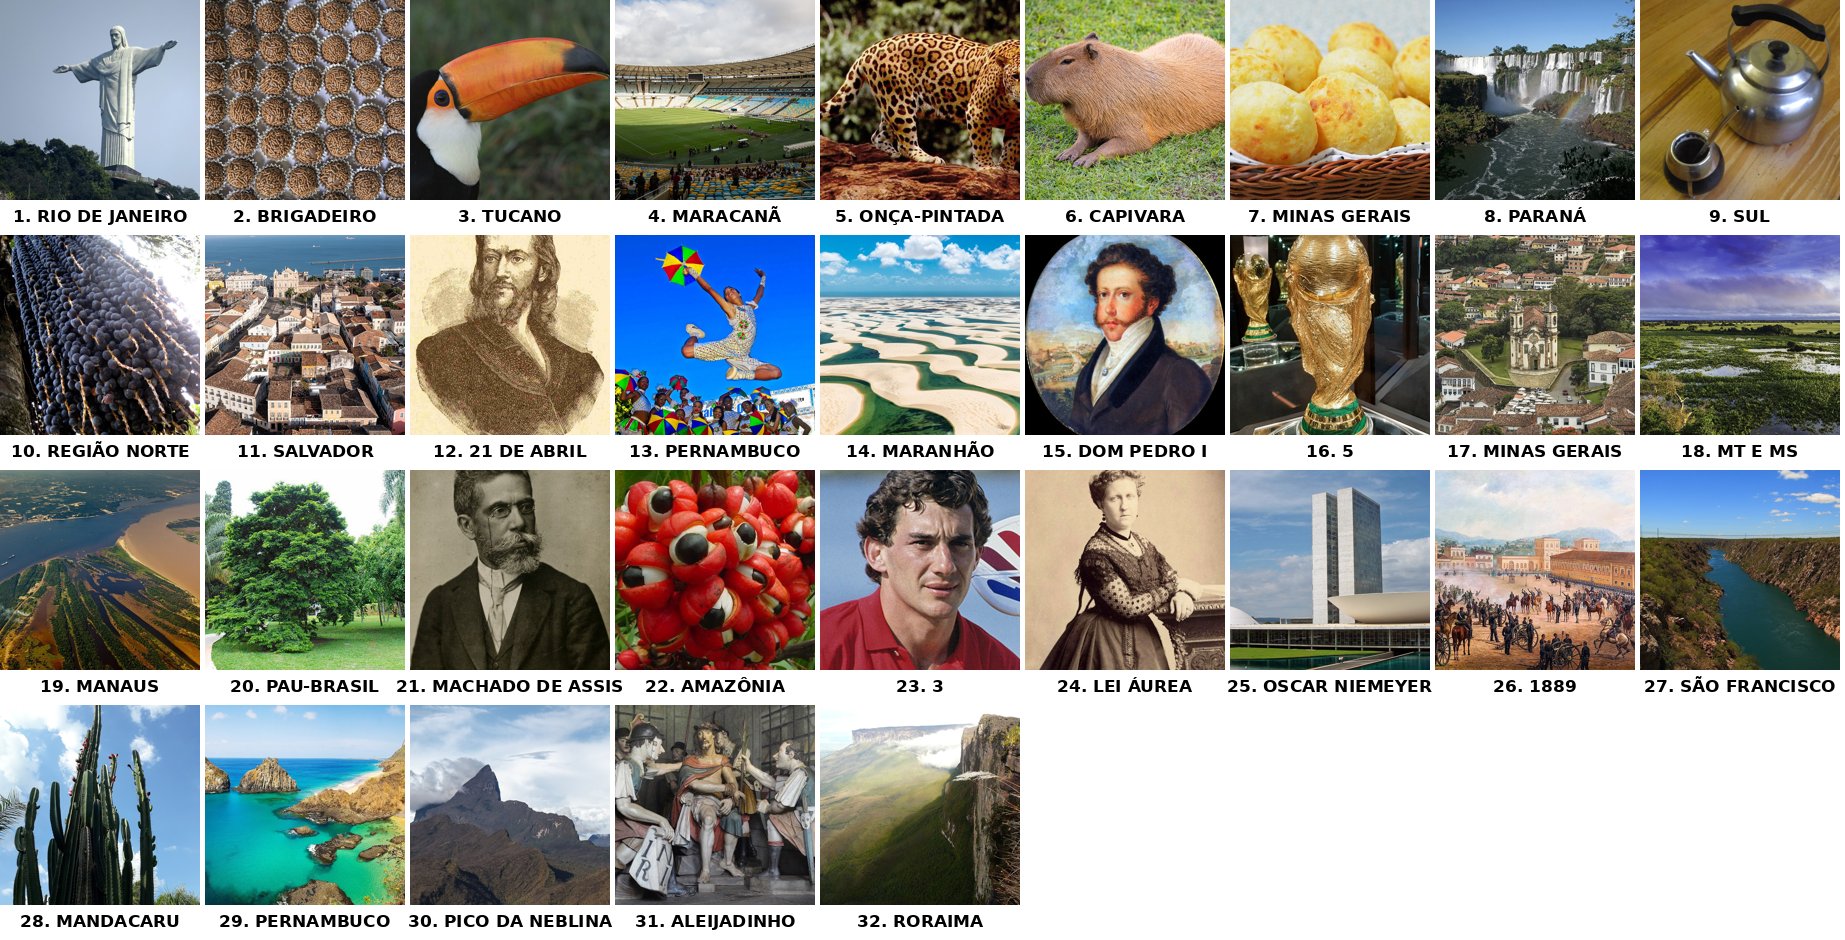 1. RIO DE JANEIRO
2. BRIGADEIRO
3. TUCANO
4. MARACANÃ
5. ONÇA-PINTADA
6. CAPIVARA
7. MINAS GERAIS
8. PARANÁ
9. SUL
10. REGIÃO NORTE
11. SALVADOR
12. 21 DE ABRIL
13. PERNAMBUCO
14. MARANHÃO
15. DOM PEDRO I
16. 5
17. MINAS GERAIS
18. MT E MS
19. MANAUS
20. PAU-BRASIL
21. MACHADO DE ASSIS
22. AMAZÔNIA
23. 3
24. LEI ÁUREA
25. OSCAR NIEMEYER
26. 1889
27. SÃO FRANCISCO
INRI
28. MANDACARU
29. PERNAMBUCO
30. PICO DA NEBLINA
31. ALEIJADINHO
32. RORAIMA